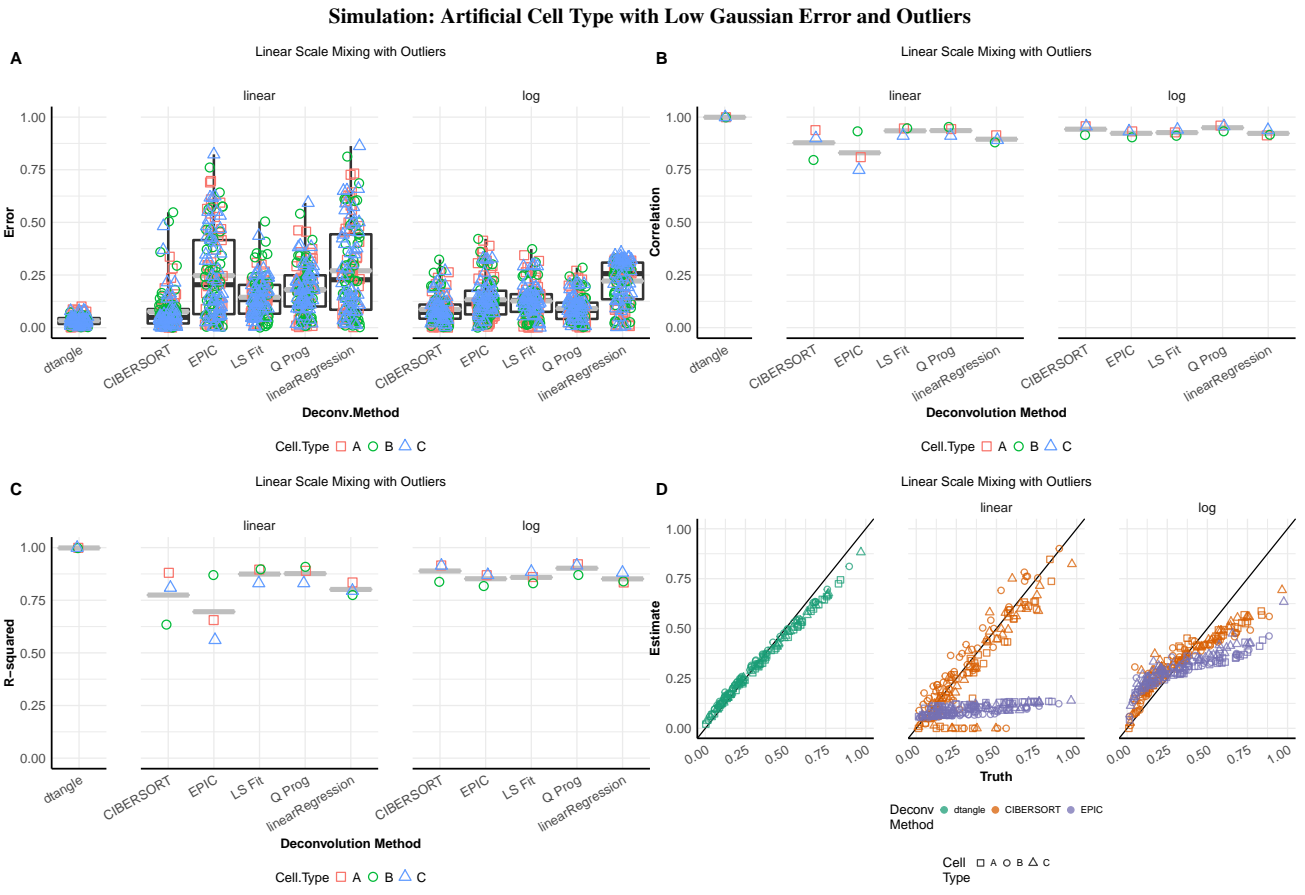 Simulation: Artificial Cell Type with Low Gaussian Error and Outliers
A
Linear Scale Mixing with Outliers
linear
log
1.00
0.75
0.50
0.25
0.00
Error
dtangle
CIBERSORT
EPIC
LS Fit
Q Prog
linearRegression
CIBERSORT
EPIC
LS Fit
Q Prog
linearRegression
Deconv.Method
Cell.Type A B C
B
Linear Scale Mixing with Outliers
linear
log
1.00
0.75
0.50
0.25
0.00
Correlation
dtangle
CIBERSORT
EPIC
LS Fit
Q Prog
linearRegression
CIBERSORT
EPIC
LS Fit
Q Prog
linearRegression
Deconvolution Method
Cell.Type A B C
C
Linear Scale Mixing with Outliers
linear
log
1.00
0.75
0.50
0.25
0.00
R−squared
dtangle
CIBERSORT
EPIC
LS Fit
Q Prog
linearRegression
CIBERSORT
EPIC
LS Fit
Q Prog
linearRegression
Deconvolution Method
Cell.Type A B C
D
Linear Scale Mixing with Outliers
linear
log
1.00
0.75
0.50
0.25
0.00
Estimate
0.00 0.25 0.50 0.75 1.00
0.00 0.25 0.50 0.75 1.00
0.00 0.25 0.50 0.75 1.00
Truth
Deconv
Method
dtangle CIBERSORT EPIC
Cell
Type
A B C